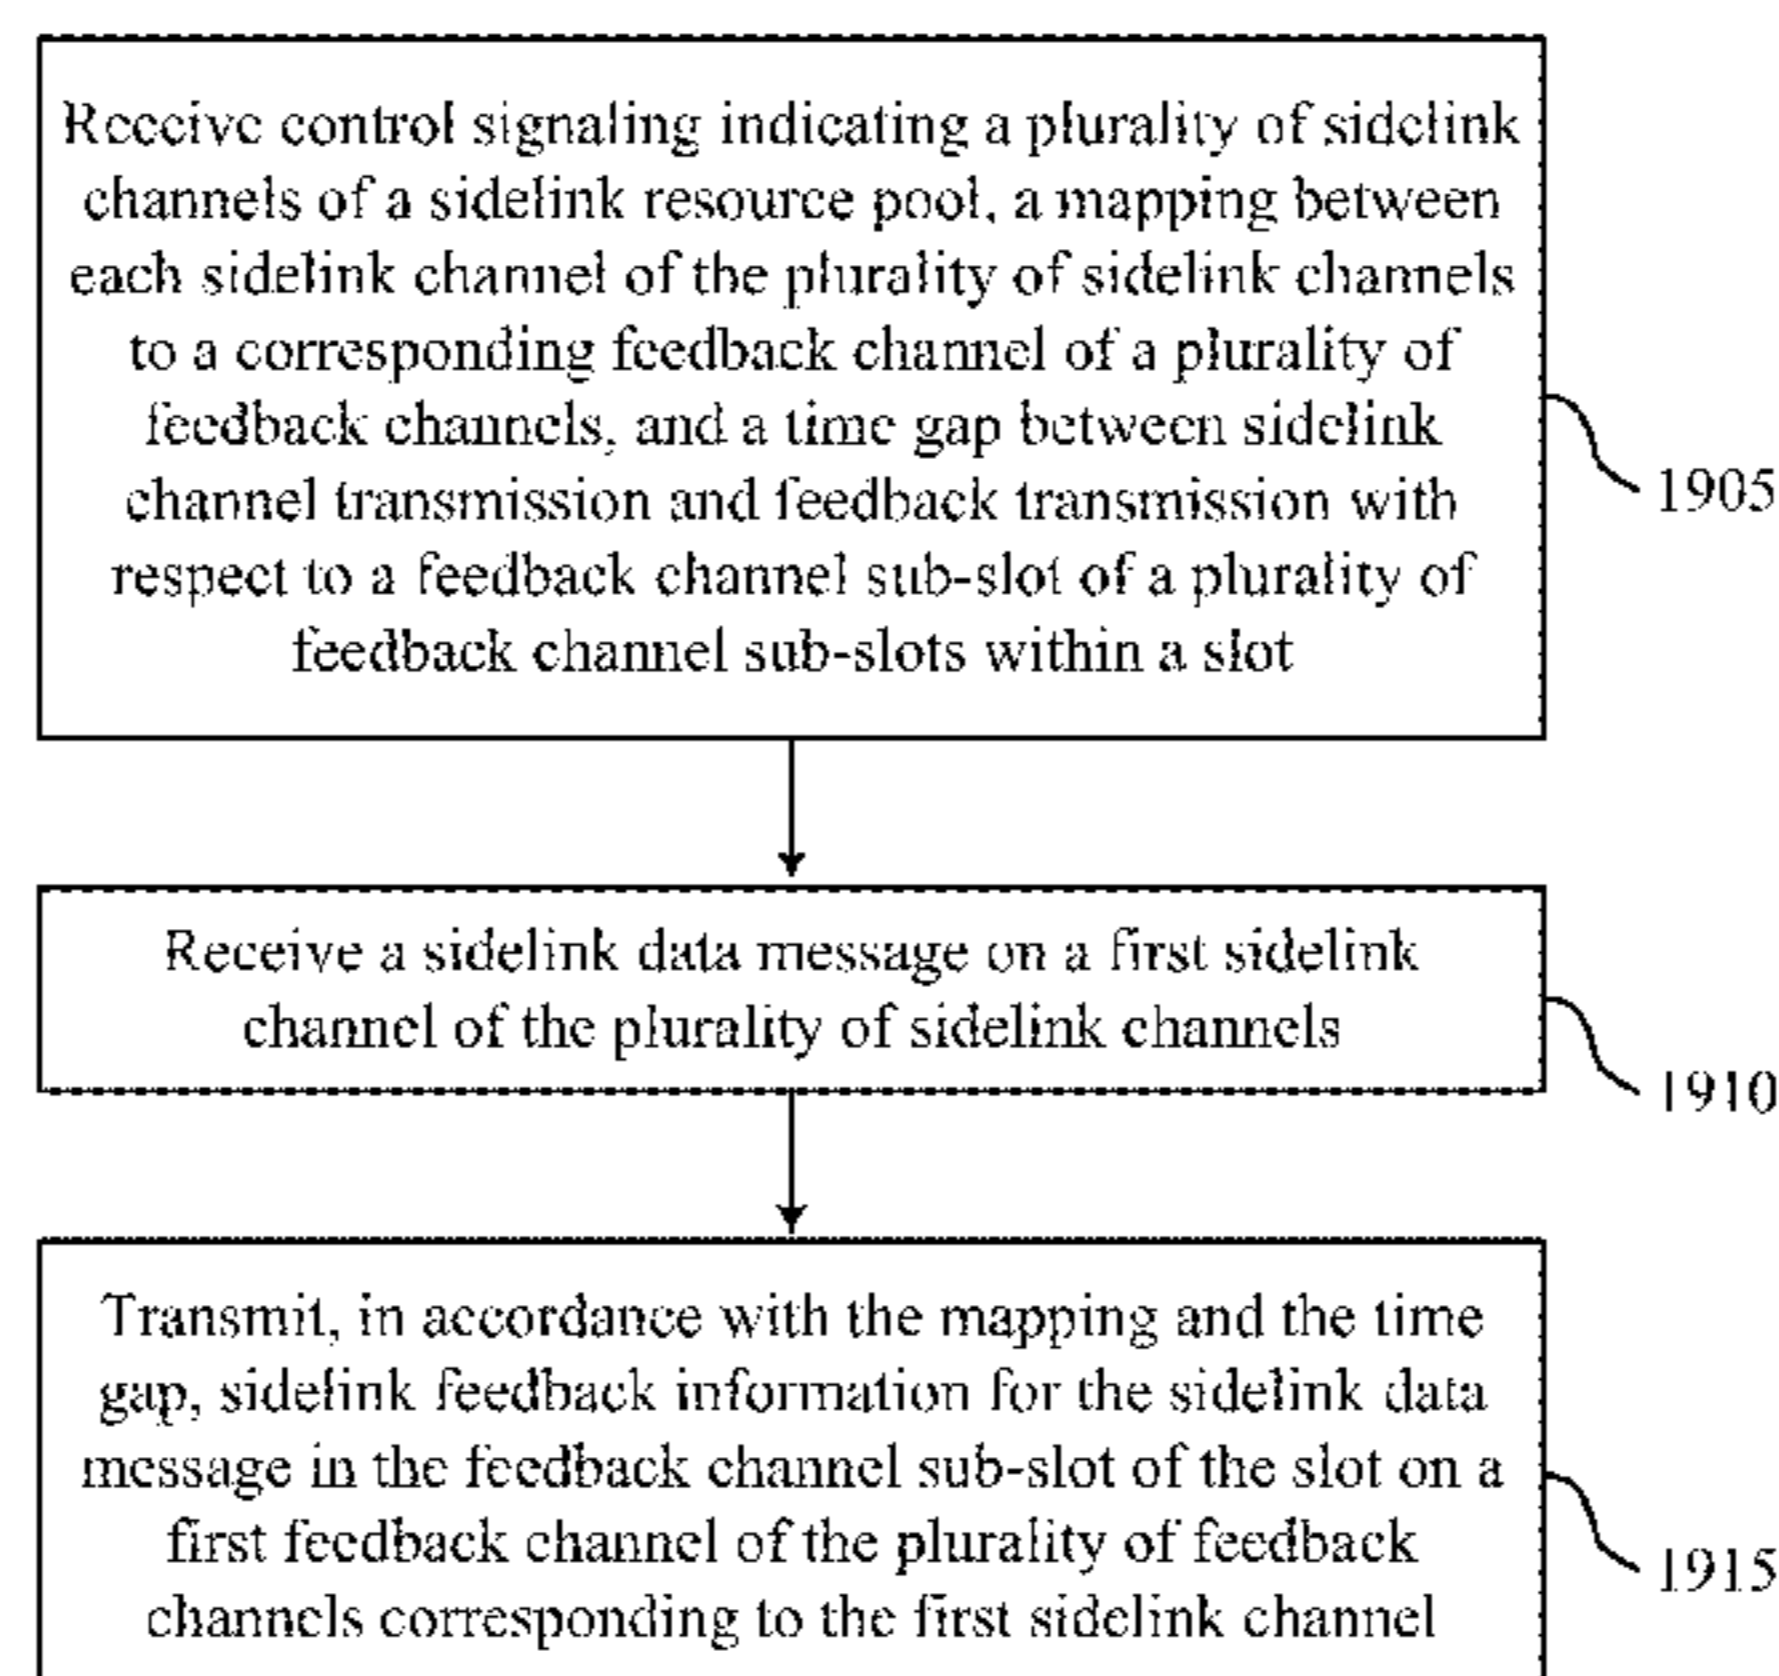 Receive control signaling indicating a plurality of sidelink
channels of a sidelink resource pool, a mapping between
each sidelink channel of the plurality of sidelink channels
to a corresponding feedback channel of a plurality of
feedback channels, and a time gap between sidelink
channel transmission and feedback transmission with
respect to a feedback channel sub-slot of a plurality of
feedback channel sub-slots within a slot
1905
Receive a sidelink data message on a first sidelink
channel of the plurality of sidelink channels
1910
Transmit, in accordance with the mapping and the time
gap, sidelink feedback information for the sidelink data
message in the feedback channel sub-slot of the slot on a
first feedback channel of the plurality of feedback
channels corresponding to the first sidelink channel
1915